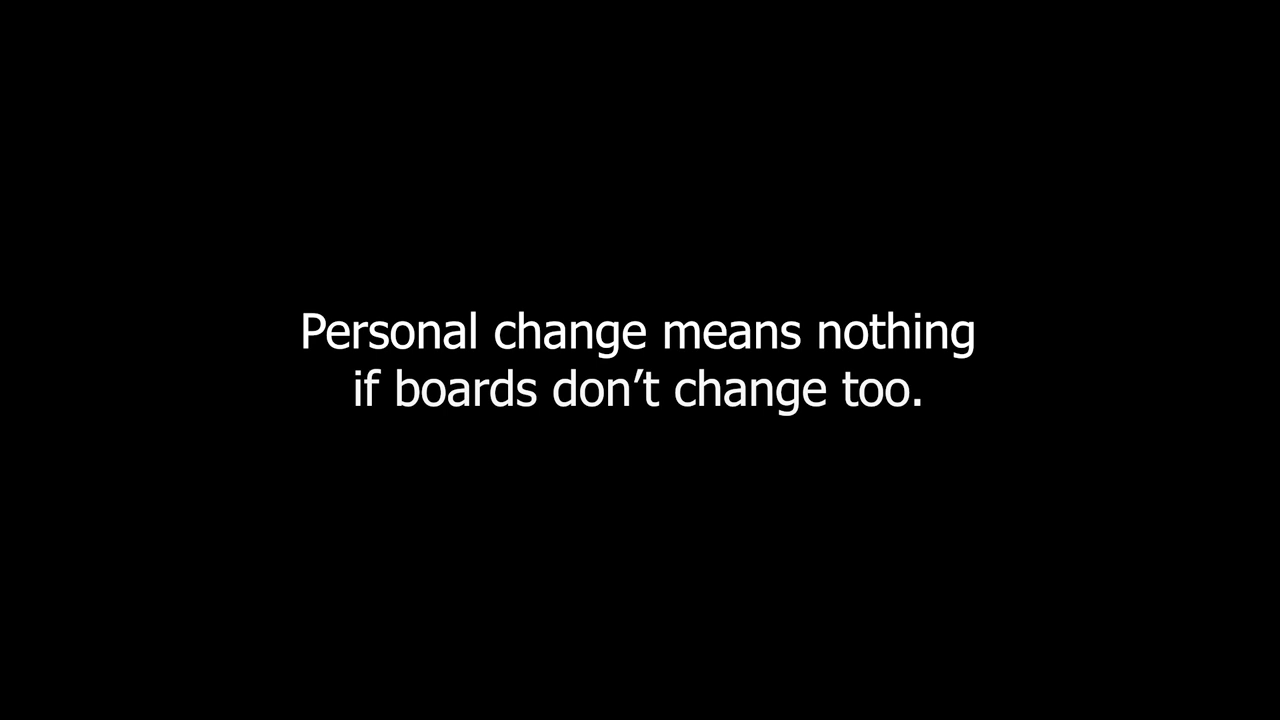 Personal change means nothing
if boards don’t change too.